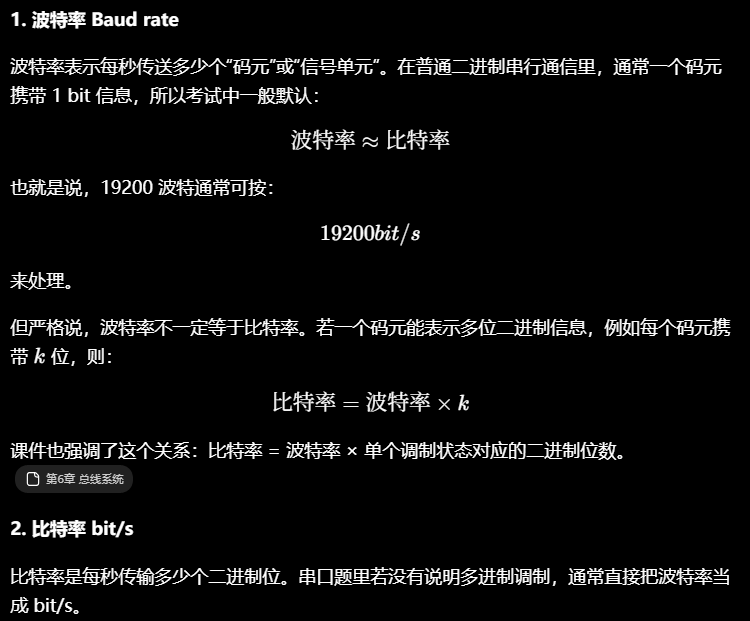 1. 波特率 Baud rate
波特率表示每秒传送多少个“码元”或“信号单元”。在普通二进制串行通信里，通常一个码元
携带 1 bit 信息，所以考试中一般默认：
波特率 ≈ 比特率
也就是说，19200 波特通常可按：
19200bit/s
来处理。
但严格说，波特率不一定等于比特率。若一个码元能表示多位二进制信息，例如每个码元携
带 k 位，则：
比特率 = 波特率 × k
课件也强调了这个关系：比特率 = 波特率 × 单个调制状态对应的二进制位数。
第6章 总线系统
2. 比特率 bit/s
比特率是每秒传输多少个二进制位。串口题里若没有说明多进制调制，通常直接把波特率当
成 bit/s。